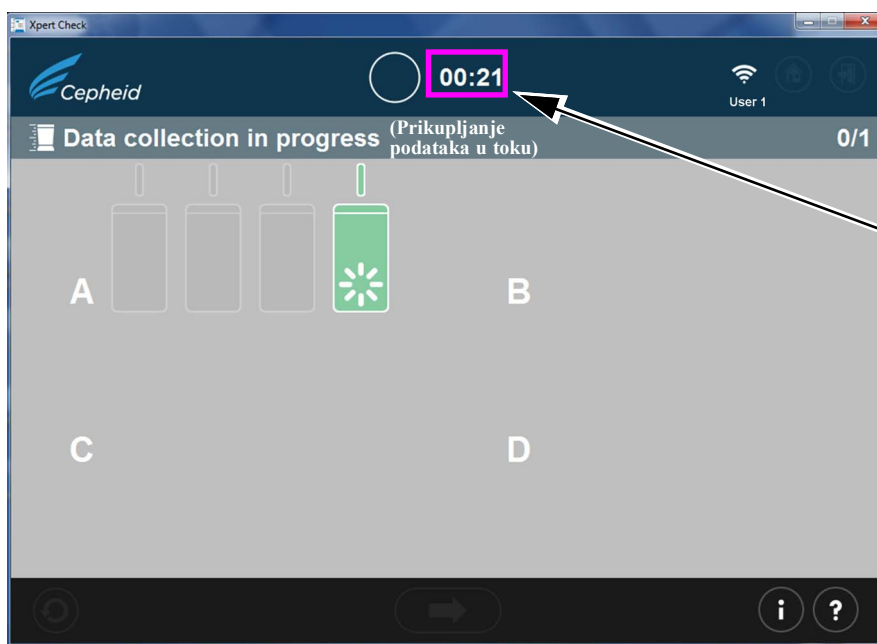 Xpert Check
Cepheid
00:21
User 1
Data collection in progress (Prikupljanje
podataka u toku)
0/1
A
B
C
D
i
?